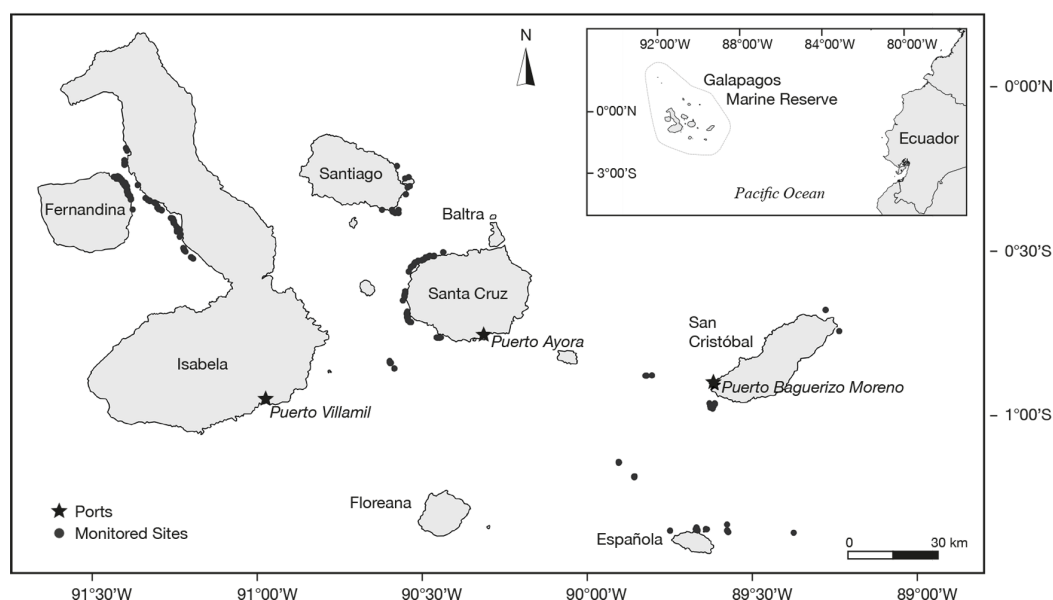 N
92°00'W
88°00'W
84°00'W
80°00'W
0°00'N
3°00'S
Galapagos
Marine Reserve
Ecuador
Pacific Ocean
0°00'N
0°30'S
1°00'S
Santiago
Fernandina
Baltra
Santa Cruz
Puerto Ayora
San
Cristóbal
Puerto Baguerizo Moreno
Isabela
Puerto Villamil
Floreana
Española
Ports
Monitored Sites
0
30 km
91°30'W
91°00'W
90°30'W
90°00'W
89°30'W
89°00'W